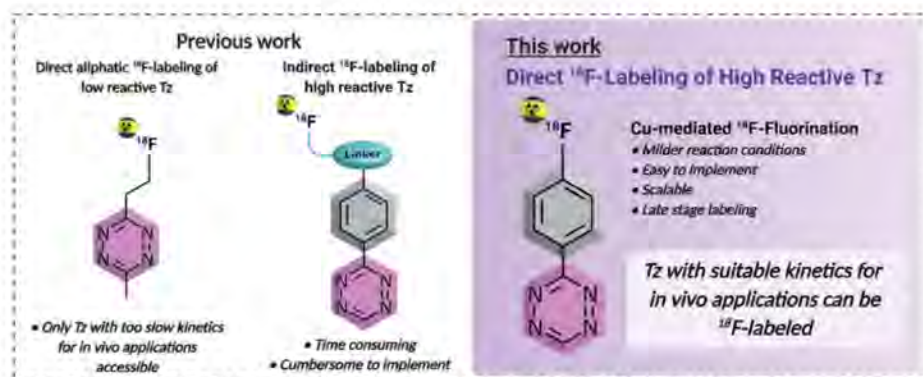 Previous work
Direct aliphatic ¹⁸F-labeling of
low reactive Tz
¹⁸F
N N
N N
• Only Tz with too slow kinetics
for in vivo applications
accessible
Indirect ¹⁸F-labeling of
high reactive Tz
¹⁸F
Linker
N N
N N
• Time consuming
• Cumbersome to implement
This work
Direct ¹⁸F-Labeling of High Reactive Tz
¹⁸F
N N
N N
Cu-mediated ¹⁸F-Fluorination
• Milder reaction conditions
• Easy to implement
• Scalable
• Late stage labeling
Tz with suitable kinetics for
in vivo applications can be
¹⁸F-labeled